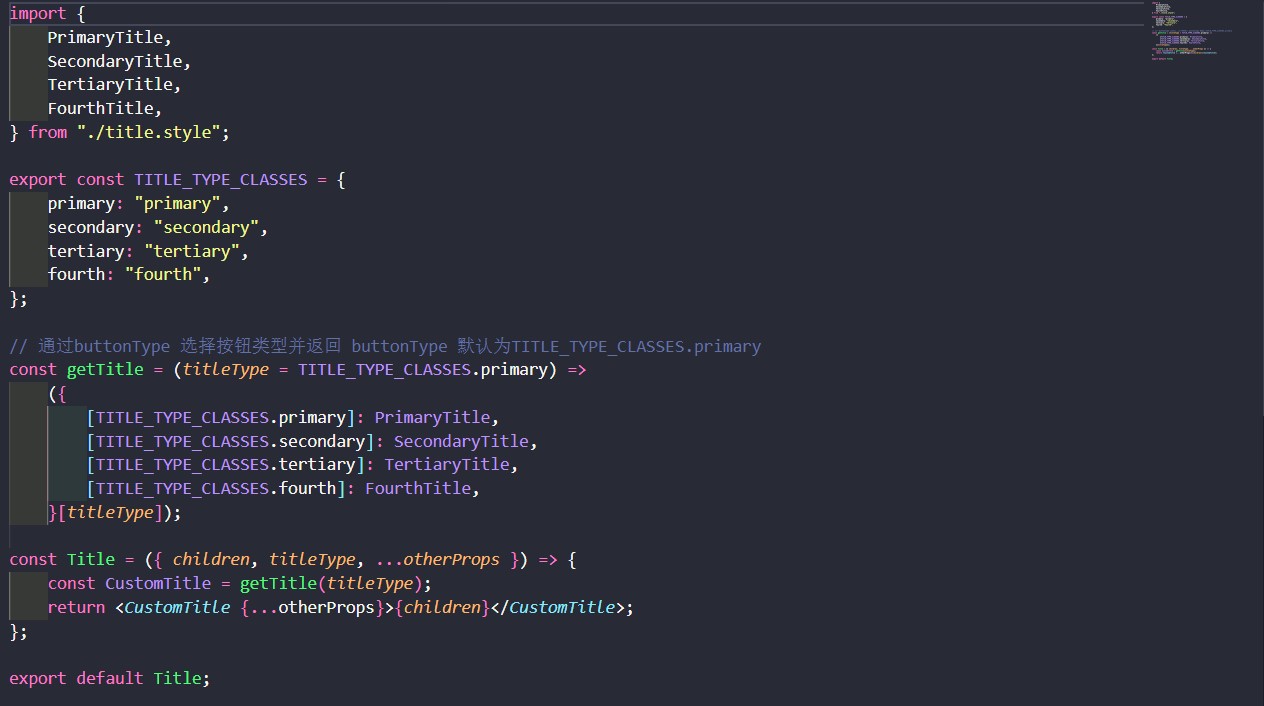 import {
    PrimaryTitle,
    SecondaryTitle,
    TertiaryTitle,
    FourthTitle,
} from "./title.style";
export const TITLE_TYPE_CLASSES = {
    primary: "primary",
    secondary: "secondary",
    tertiary: "tertiary",
    fourth: "fourth",
};
// 通过buttonType 选择按钮类型并返回 buttonType 默认为TITLE_TYPE_CLASSES.primary
const getTitle = (titleType = TITLE_TYPE_CLASSES.primary) =>
    ({
        [TITLE_TYPE_CLASSES.primary]: PrimaryTitle,
        [TITLE_TYPE_CLASSES.secondary]: SecondaryTitle,
        [TITLE_TYPE_CLASSES.tertiary]: TertiaryTitle,
        [TITLE_TYPE_CLASSES.fourth]: FourthTitle,
    }[titleType]);
const Title = ({ children, titleType, ...otherProps }) => {
    const CustomTitle = getTitle(titleType);
    return <CustomTitle {...otherProps}>{children}</CustomTitle>;
};
export default Title;